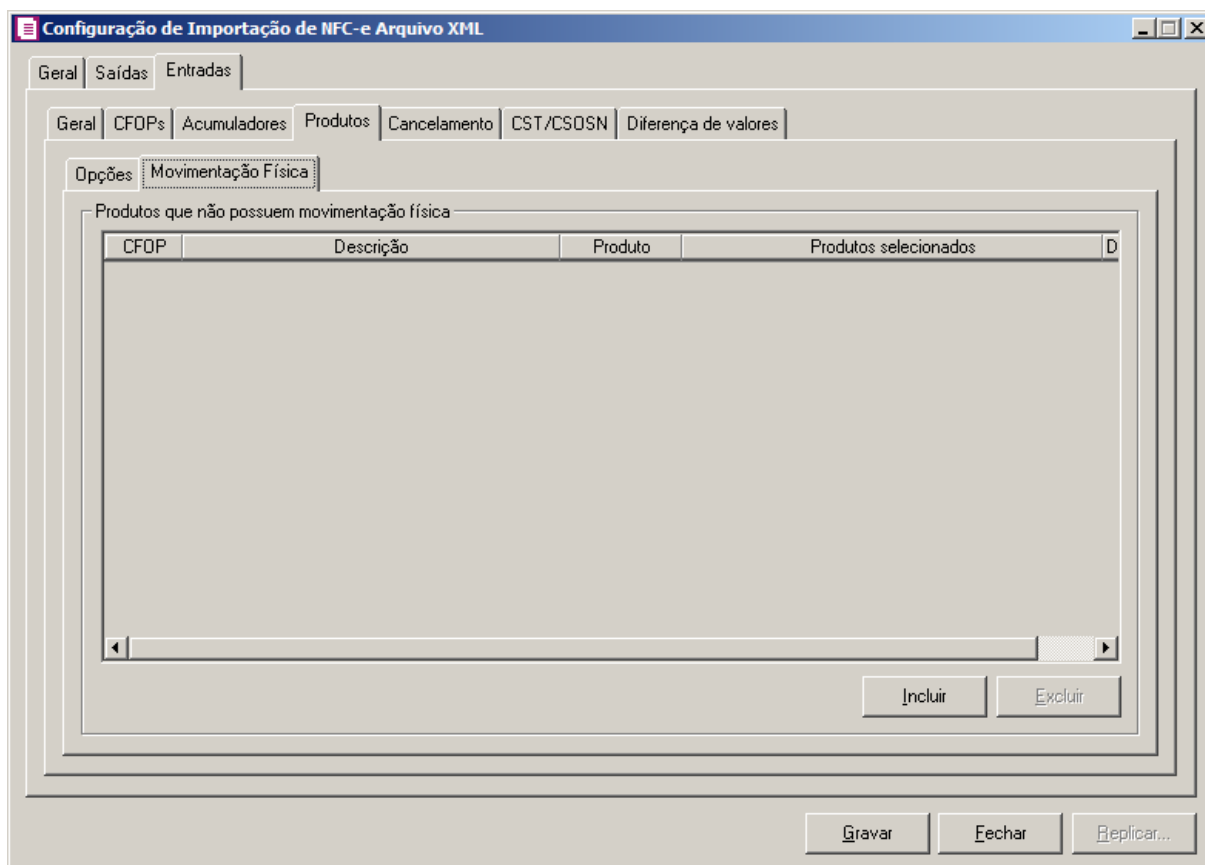 Configuração de Importação de NFC-e Arquivo XML
Geral Saídas Entradas
Geral CFOPs Acumuladores Produtos Cancelamento CST/CSOSN Diferença de valores
Opções Movimentação Física
Produtos que não possuem movimentação física
CFOP Descrição Produto Produtos selecionados D
Incluir Excluir
Gravar Fechar Replicar...